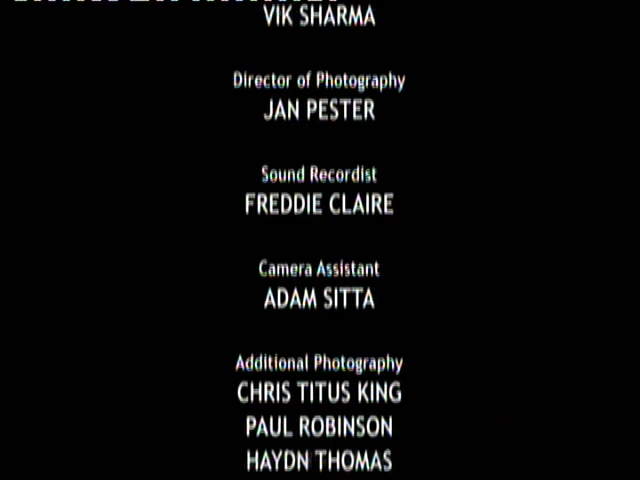 VIK SHARMA
Director of Photography
JAN PESTER
Sound Recordist
FREDDIE CLAIRE
Camera Assistant
ADAM SITTA
Additional Photography
CHRIS TITUS KING
PAUL ROBINSON
HAYDN THOMAS